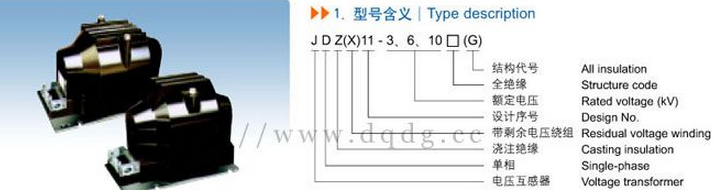 1. 型号含义 | Type description
J D Z(X)11-3、6、10□(G)
结构代号 All insulation
全绝缘 Structure code
额定电压 Rated voltage (kV)
设计序号 Design No.
带剩余电压绕组 Residual voltage winding
浇注绝缘 Casting insulation
单相 Single-phase
电压互感器 Voltage transformer
//www.dqdg.cc